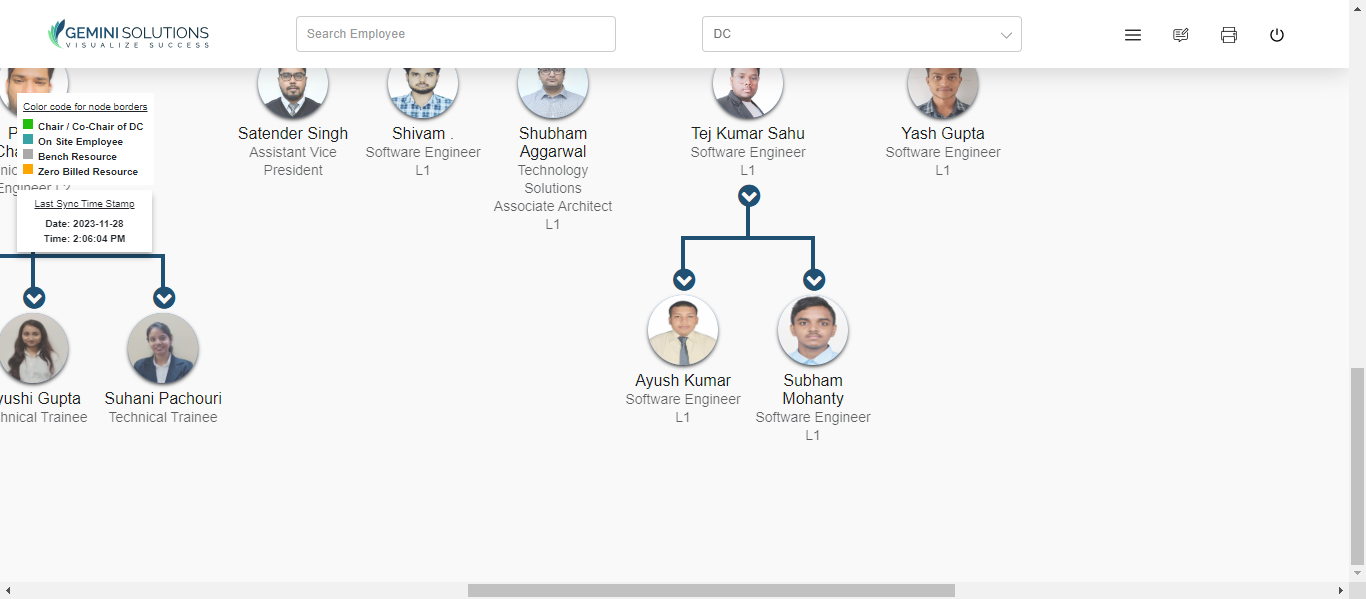 GEMINI SOLUTIONS
VISUALIZE SUCCESS
Search Employee
DC
Color code for node borders
Chair / Co-Chair of DC
On Site Employee
Bench Resource
Zero Billed Resource
Engineer L2
Last Sync Time Stamp
Date: 2023-11-28
Time: 2:06:04 PM
Satender Singh
Assistant Vice
President
Shivam .
Software Engineer
L1
Shubham
Aggarwal
Technology
Solutions
Associate Architect
L1
Tej Kumar Sahu
Software Engineer
L1
Yash Gupta
Software Engineer
L1
yushi Gupta
hnical Trainee
Suhani Pachouri
Technical Trainee
Ayush Kumar
Software Engineer
L1
Subham
Mohanty
Software Engineer
L1